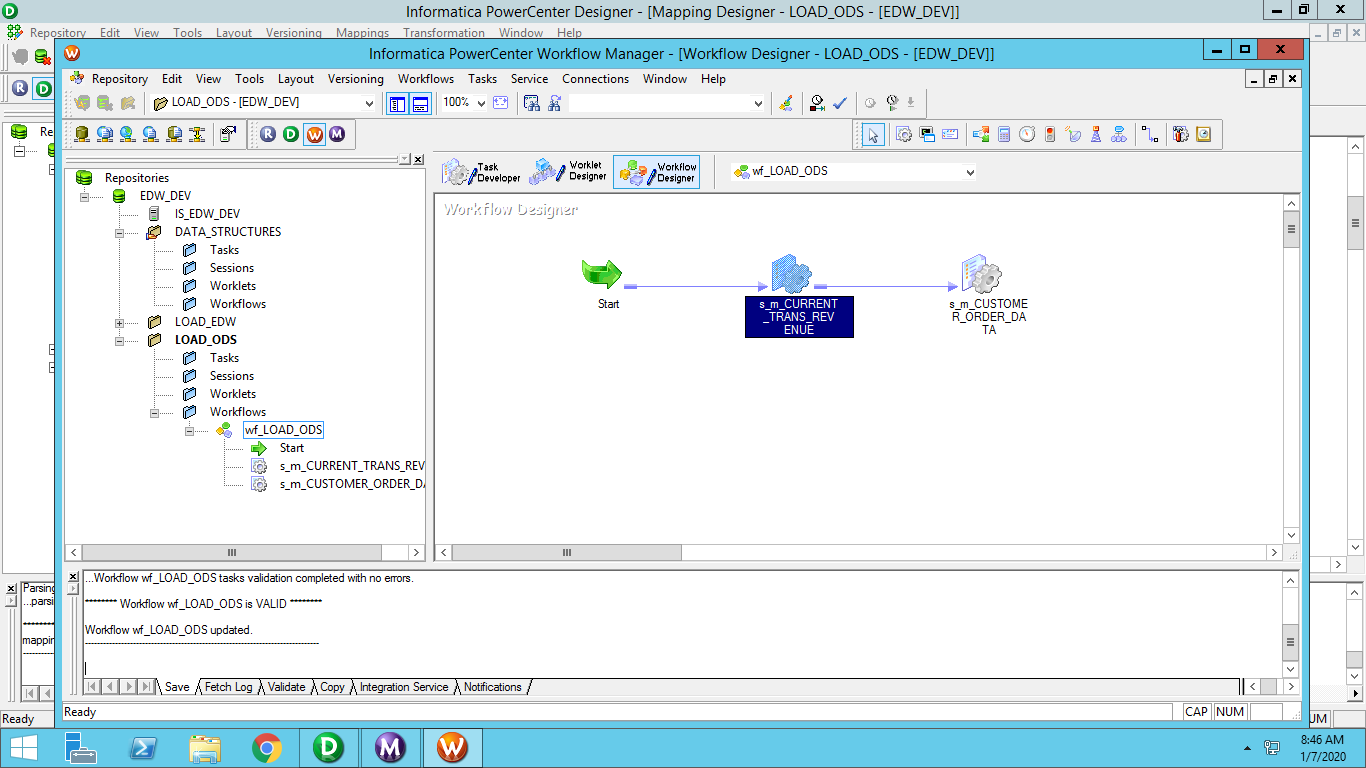 Informatica PowerCenter Designer - [Mapping Designer - LOAD_ODS - [EDW_DEV]]
Repository Edit View Tools Layout Versioning Mappings Transformation Window Help
Informatica PowerCenter Workflow Manager - [Workflow Designer - LOAD_ODS - [EDW_DEV]]
Repository Edit View Tools Layout Versioning Workflows Tasks Service Connections Window Help
LOAD_ODS - [EDW_DEV]
100%
R D W M
R D
Task Developer
Worklet Designer
Workflow Designer
wf_LOAD_ODS
Repositories
EDW_DEV
IS_EDW_DEV
DATA_STRUCTURES
Tasks
Sessions
Worklets
Workflows
LOAD_EDW
LOAD_ODS
Tasks
Sessions
Worklets
Workflows
wf_LOAD_ODS
Start
s_m_CURRENT_TRANS_REV
s_m_CUSTOMER_ORDER_DA
Workflow Designer
Start
s_m_CURRENT
_TRANS_REV
ENUE
s_m_CUSTOME
R_ORDER_DA
TA
...Workflow wf_LOAD_ODS tasks validation completed with no errors.
******** Workflow wf_LOAD_ODS is VALID ********
Workflow wf_LOAD_ODS updated.
Save Fetch Log Validate Copy Integration Service Notifications
Ready
CAP NUM
Parsing
...parsi
mappin
Ready
UM
D M W
8:46 AM
1/7/2020